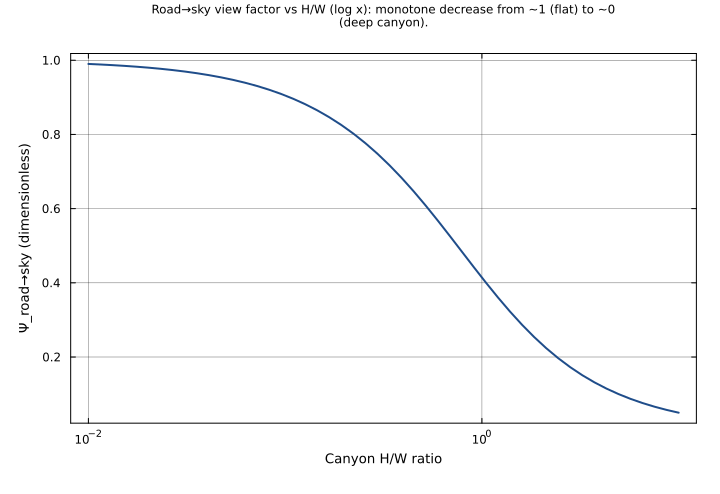 Road→sky view factor vs H/W (log x): monotone decrease from ~1 (flat) to ~0
(deep canyon).
Ψ_road→sky (dimensionless)
1.0
0.8
0.6
0.4
0.2
10⁻² 10⁰
Canyon H/W ratio